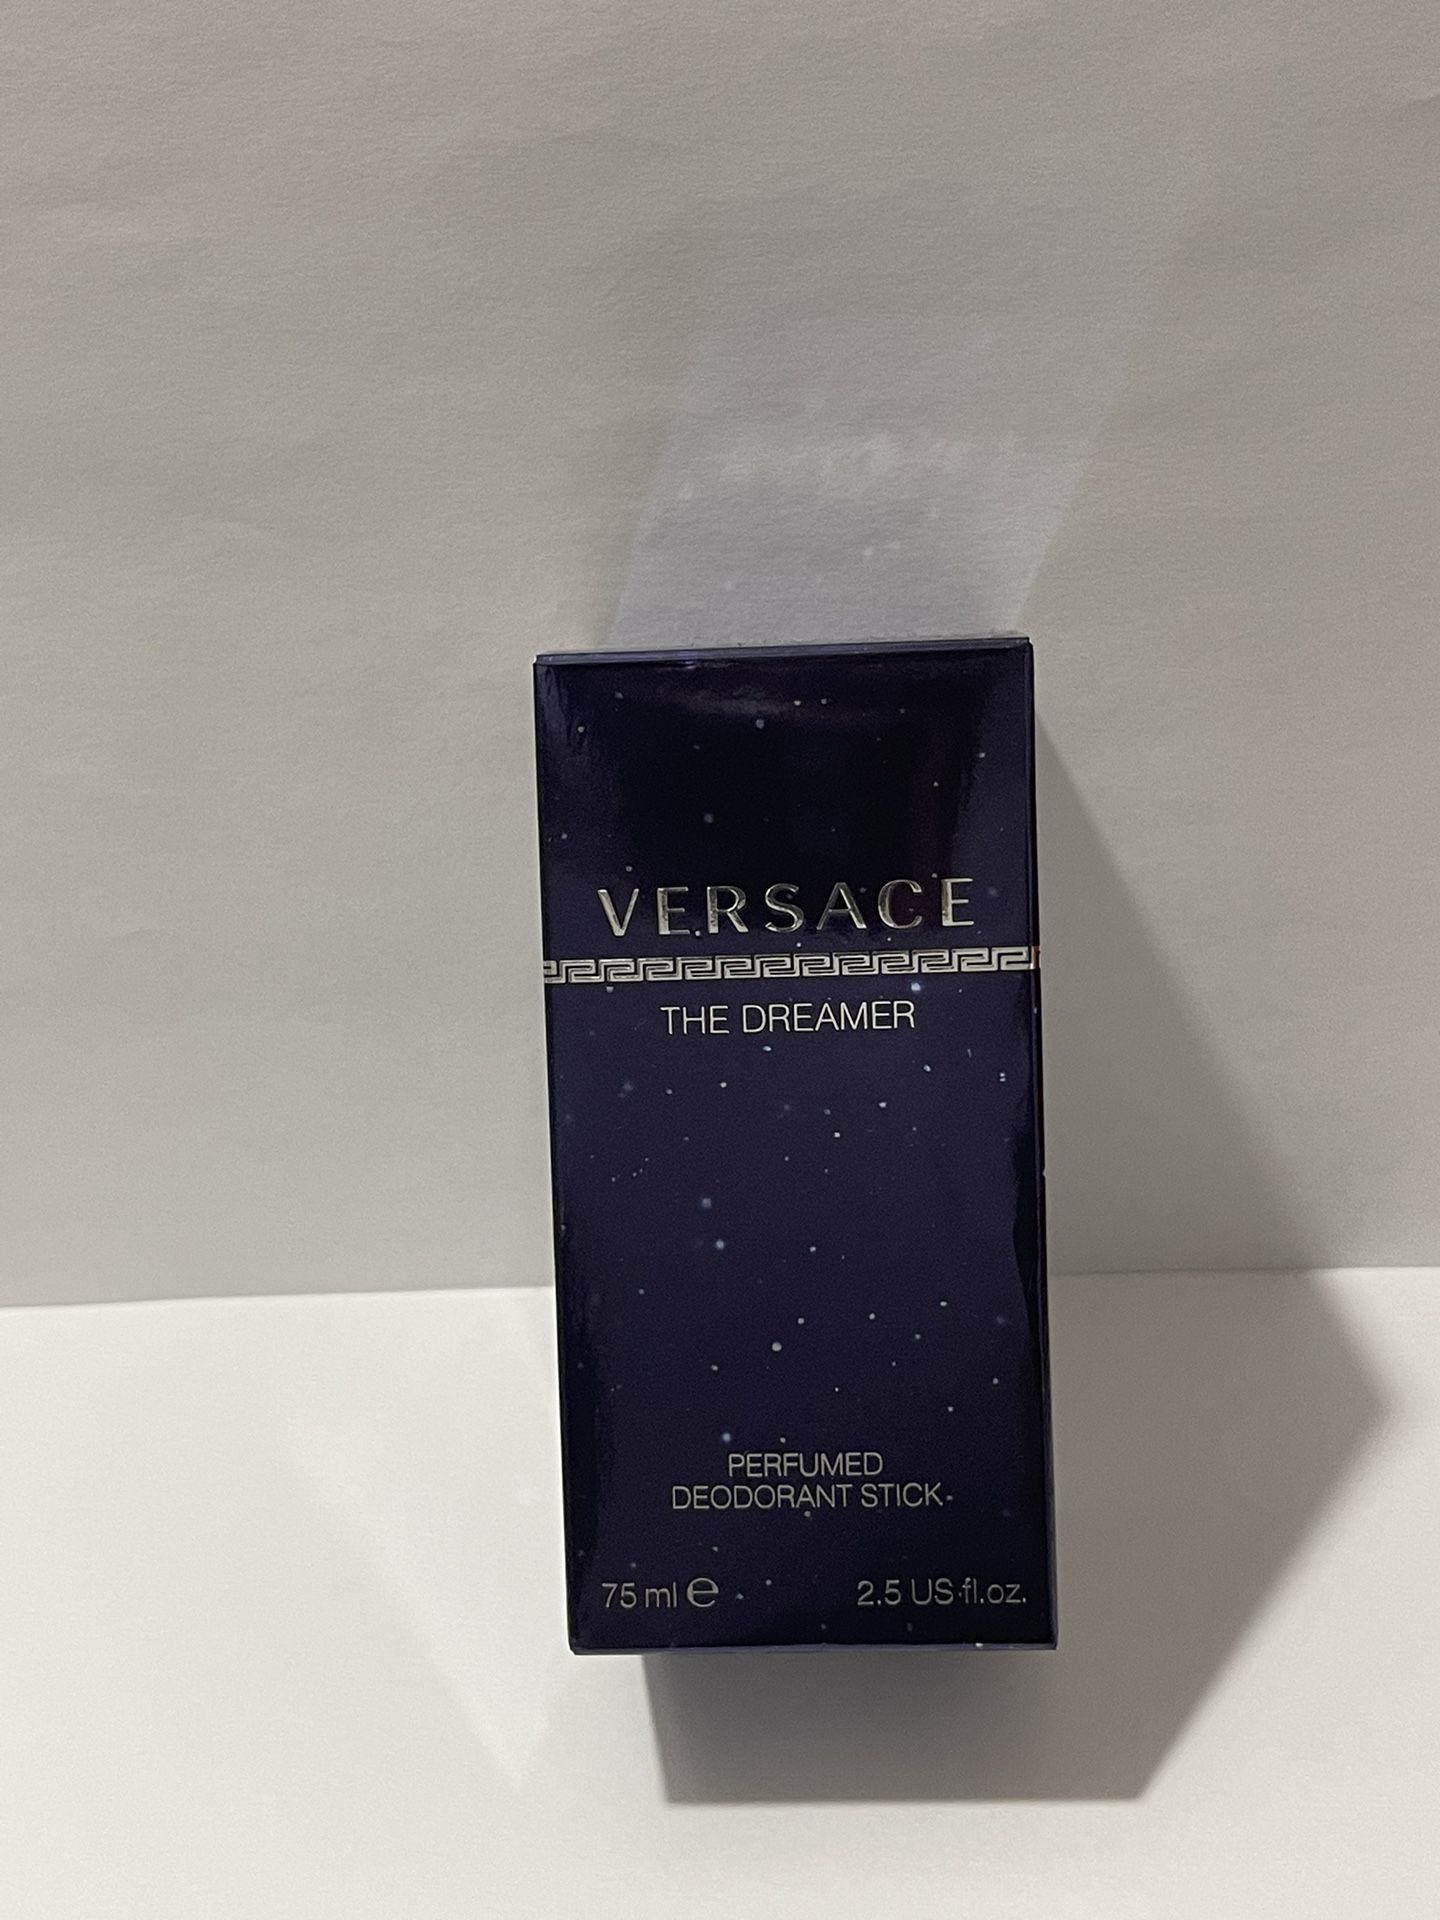 VERSACE
THE DREAMER
PERFUMED
DEODORANT STICK
75 ml ℮
2.5 US fl.oz.